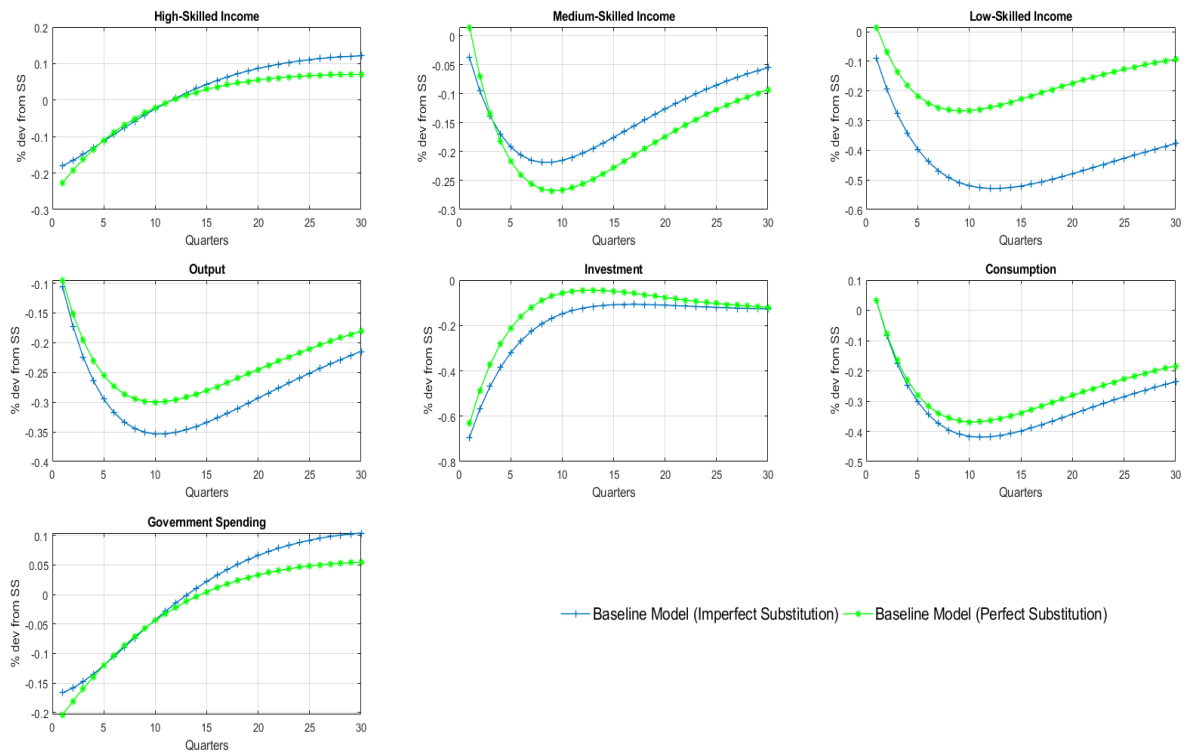 High-Skilled Income
% dev from SS
0.2
0.1
0
-0.1
-0.2
-0.3
0 5 10 15 20 25 30
Quarters
Medium-Skilled Income
% dev from SS
0
-0.05
-0.1
-0.15
-0.2
-0.25
-0.3
0 5 10 15 20 25 30
Quarters
Low-Skilled Income
% dev from SS
0
-0.1
-0.2
-0.3
-0.4
-0.5
-0.6
0 5 10 15 20 25 30
Quarters
Output
% dev from SS
-0.1
-0.15
-0.2
-0.25
-0.3
-0.35
-0.4
0 5 10 15 20 25 30
Quarters
Investment
% dev from SS
0
-0.2
-0.4
-0.6
-0.8
0 5 10 15 20 25 30
Quarters
Consumption
% dev from SS
0.1
0
-0.1
-0.2
-0.3
-0.4
-0.5
0 5 10 15 20 25 30
Quarters
Government Spending
% dev from SS
0.1
0.05
0
-0.05
-0.1
-0.15
-0.2
0 5 10 15 20 25 30
Quarters
Baseline Model (Imperfect Substitution) Baseline Model (Perfect Substitution)